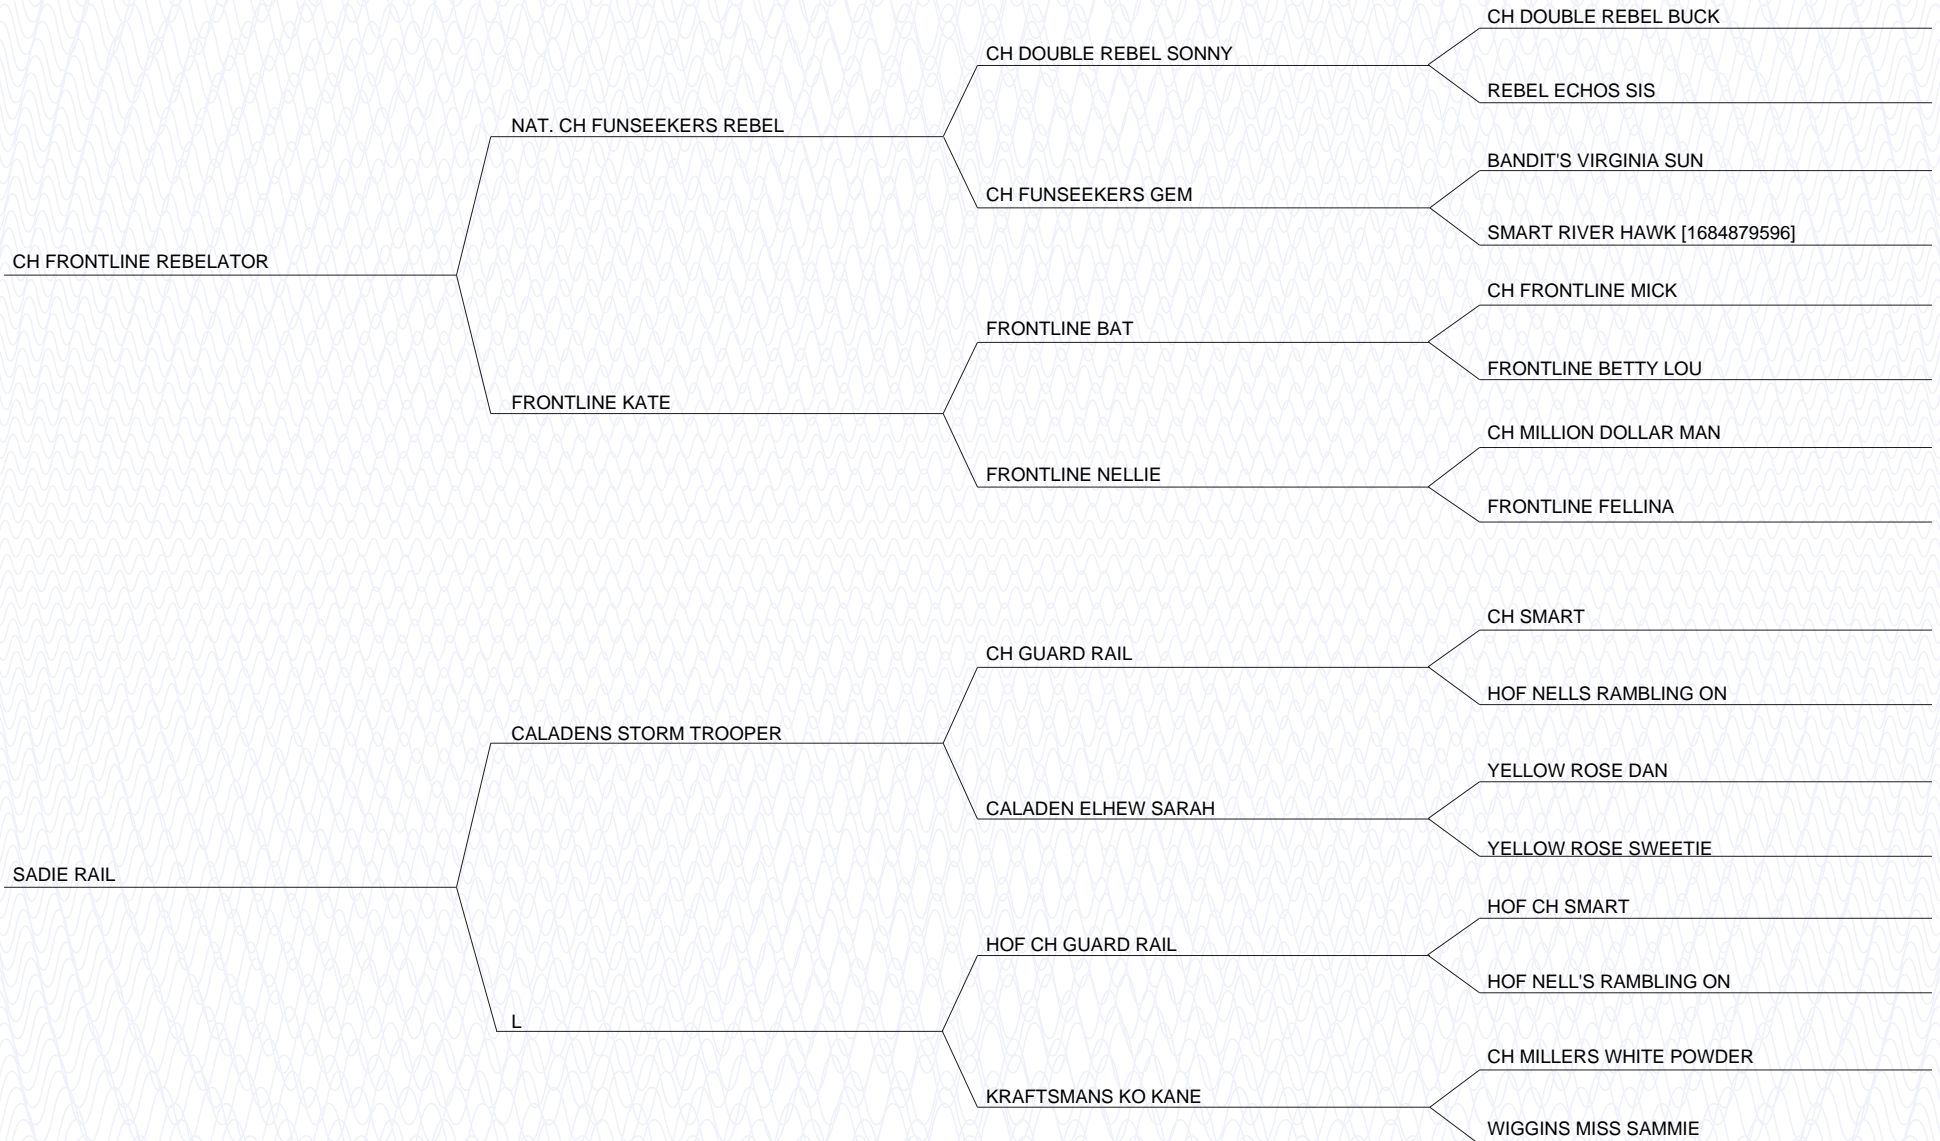 CH DOUBLE REBEL BUCK
CH DOUBLE REBEL SONNY
REBEL ECHOS SIS
NAT. CH FUNSEEKERS REBEL
BANDIT'S VIRGINIA SUN
CH FUNSEEKERS GEM
SMART RIVER HAWK [1684879596]
CH FRONTLINE REBELATOR
CH FRONTLINE MICK
FRONTLINE BAT
FRONTLINE BETTY LOU
FRONTLINE KATE
CH MILLION DOLLAR MAN
FRONTLINE NELLIE
FRONTLINE FELLINA
CH SMART
CH GUARD RAIL
HOF NELLS RAMBLING ON
CALADENS STORM TROOPER
YELLOW ROSE DAN
CALADEN ELHEW SARAH
YELLOW ROSE SWEETIE
SADIE RAIL
HOF CH SMART
HOF CH GUARD RAIL
HOF NELL'S RAMBLING ON
L
CH MILLERS WHITE POWDER
KRAFTSMANS KO KANE
WIGGINS MISS SAMMIE